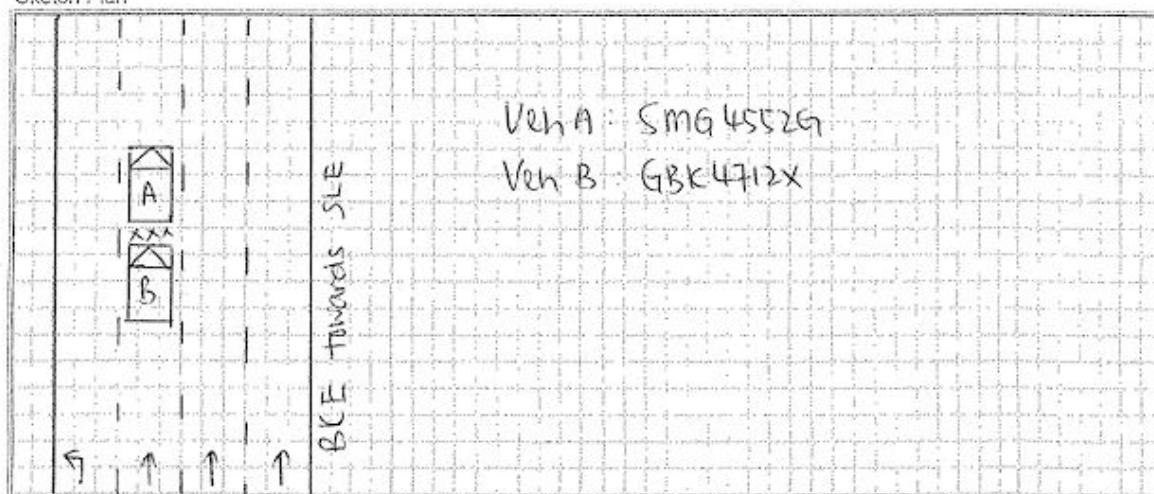 Sketch Plan
Veh A : SMG4552G
Veh B : GBK4712X
A
B
BKE towards SLE